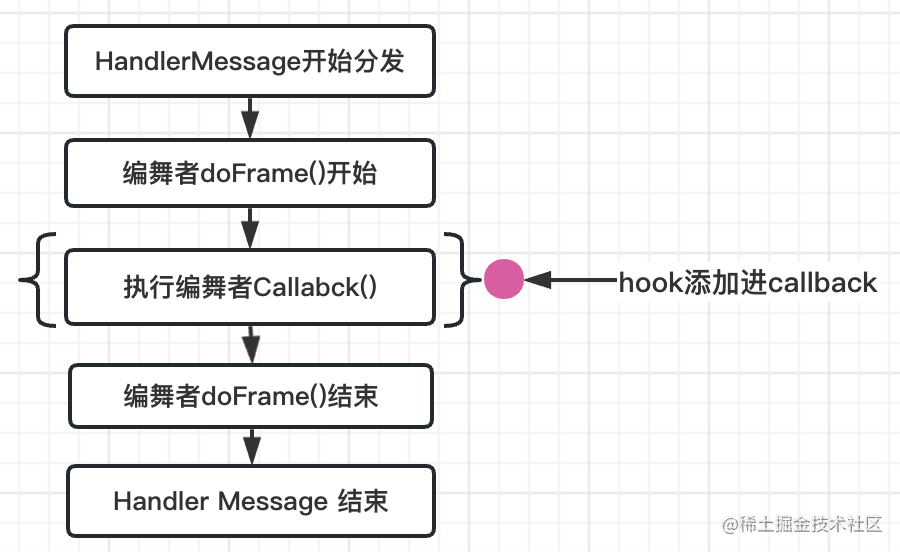 HandlerMessage开始分发
编舞者doFrame()开始
执行编舞者Callabck()
hook添加进callback
编舞者doFrame()结束
Handler Message 结束
@稀土掘金技术社区